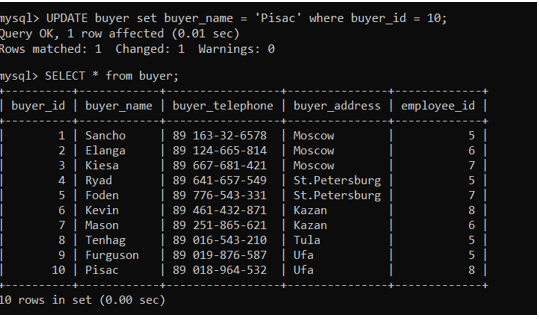 mysql> UPDATE buyer set buyer_name = 'Pisac' where buyer_id = 10;
Query OK, 1 row affected (0.01 sec)
Rows matched: 1  Changed: 1  Warnings: 0

mysql> SELECT * from buyer;
+----------+------------+-----------------+---------------+-------------+
| buyer_id | buyer_name | buyer_telephone | buyer_address | employee_id |
+----------+------------+-----------------+---------------+-------------+
|        1 | Sancho     | 89 163-32-6578  | Moscow        |           5 |
|        2 | Elanga     | 89 124-665-814  | Moscow        |           6 |
|        3 | Kiesa      | 89 667-681-421  | Moscow        |           7 |
|        4 | Ryad       | 89 641-657-549  | St.Petersburg |           5 |
|        5 | Foden      | 89 776-543-331  | St.Petersburg |           7 |
|        6 | Kevin      | 89 461-432-871  | Kazan         |           8 |
|        7 | Mason      | 89 251-865-621  | Kazan         |           6 |
|        8 | Tenhag     | 89 016-543-210  | Tula          |           5 |
|        9 | Furguson   | 89 019-876-587  | Ufa           |           5 |
|       10 | Pisac      | 89 018-964-532  | Ufa           |           8 |
+----------+------------+-----------------+---------------+-------------+
10 rows in set (0.00 sec)